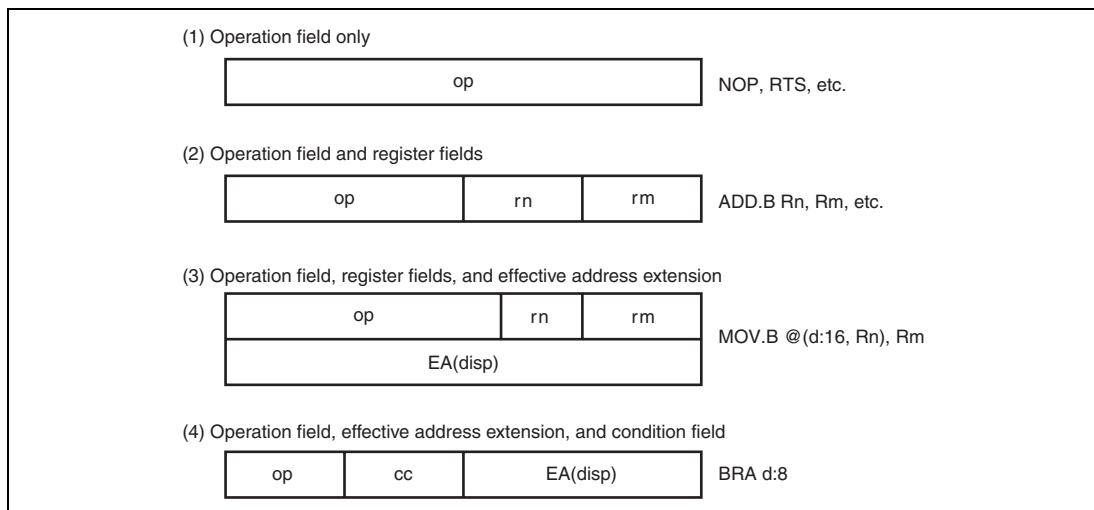 (1) Operation field only
op
NOP, RTS, etc.
(2) Operation field and register fields
op rn rm
ADD.B Rn, Rm, etc.
(3) Operation field, register fields, and effective address extension
op rn rm
EA(disp)
MOV.B @(d:16, Rn), Rm
(4) Operation field, effective address extension, and condition field
op cc EA(disp)
BRA d:8